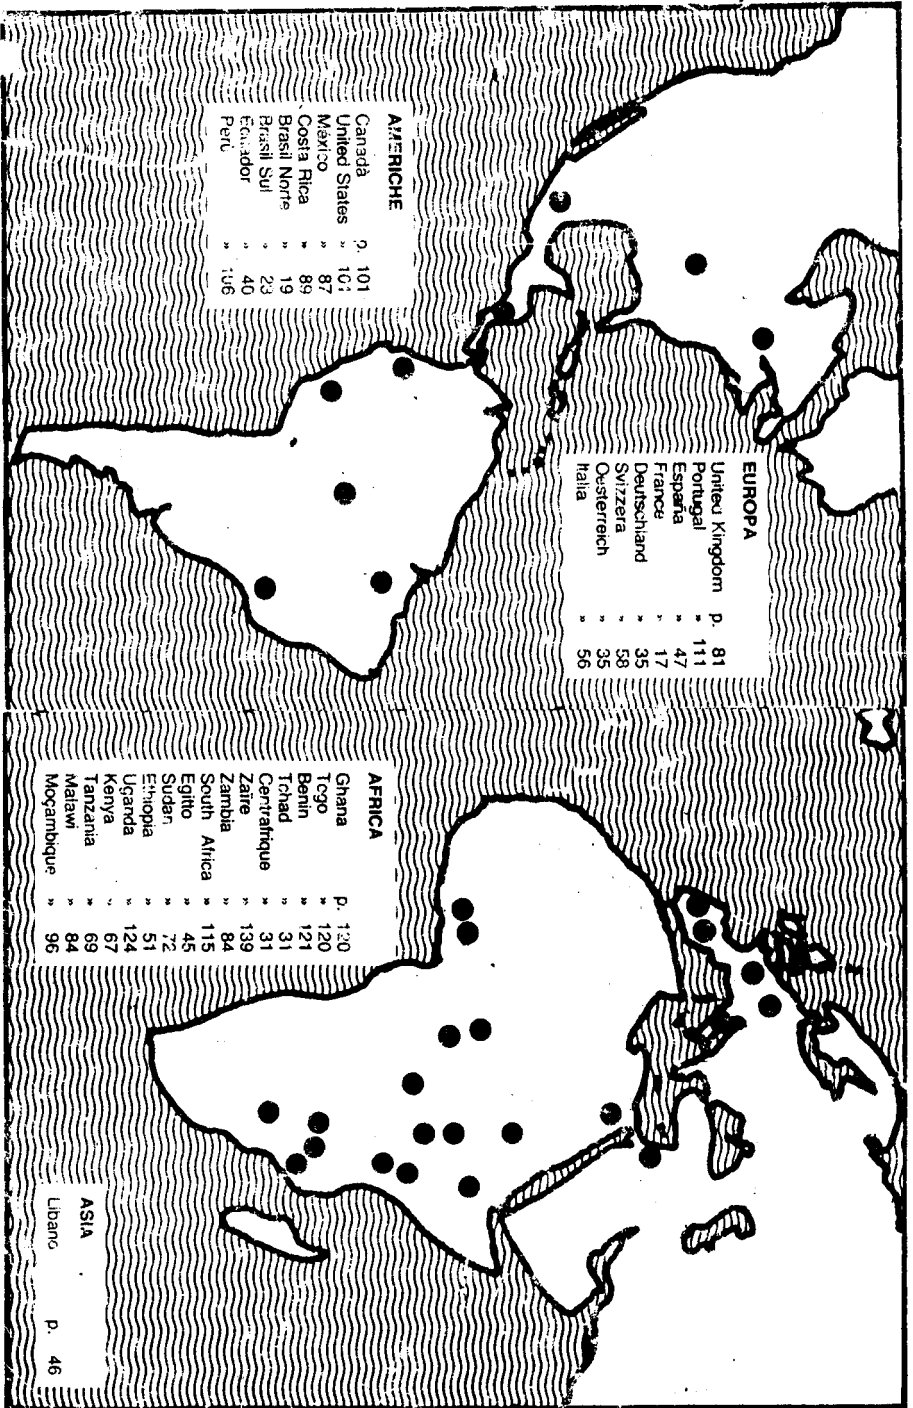 AMERICHE
Canadà p. 101
United States » 101
México » 87
Costa Rica » 89
Brasil Norte » 19
Brasil Sul » 23
Ecuador » 40
Perù » 106
EUROPA
United Kingdom p. 81
Portugal » 111
España » 47
France » 17
Deutschland » 35
Svizzera » 58
Oesterreich » 35
Italia » 56
AFRICA
Ghana p. 120
Togo » 120
Benin » 121
Tchad » 31
Centrafrique » 31
Zaïre » 139
Zambia » 84
South Africa » 115
Egitto » 45
Sudan » 72
Ethiopia » 51
Uganda » 124
Kenya » 67
Tanzania » 69
Malawi » 84
Moçambique » 96
ASIA
Libano p. 46